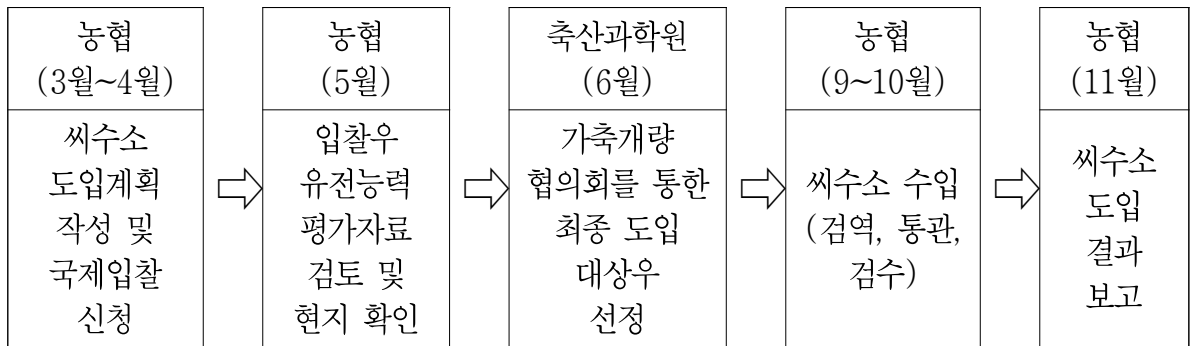 농협
(3월~4월)
씨수소
도입계획
작성 및
국제입찰
신청
농협
(5월)
입찰우
유전능력
평가자료
검토 및
현지 확인
축산과학원
(6월)
가축개량
협의회를 통한
최종 도입
대상우
선정
농협
(9~10월)
씨수소 수입
(검역, 통관,
검수)
농협
(11월)
씨수소
도입
결과
보고